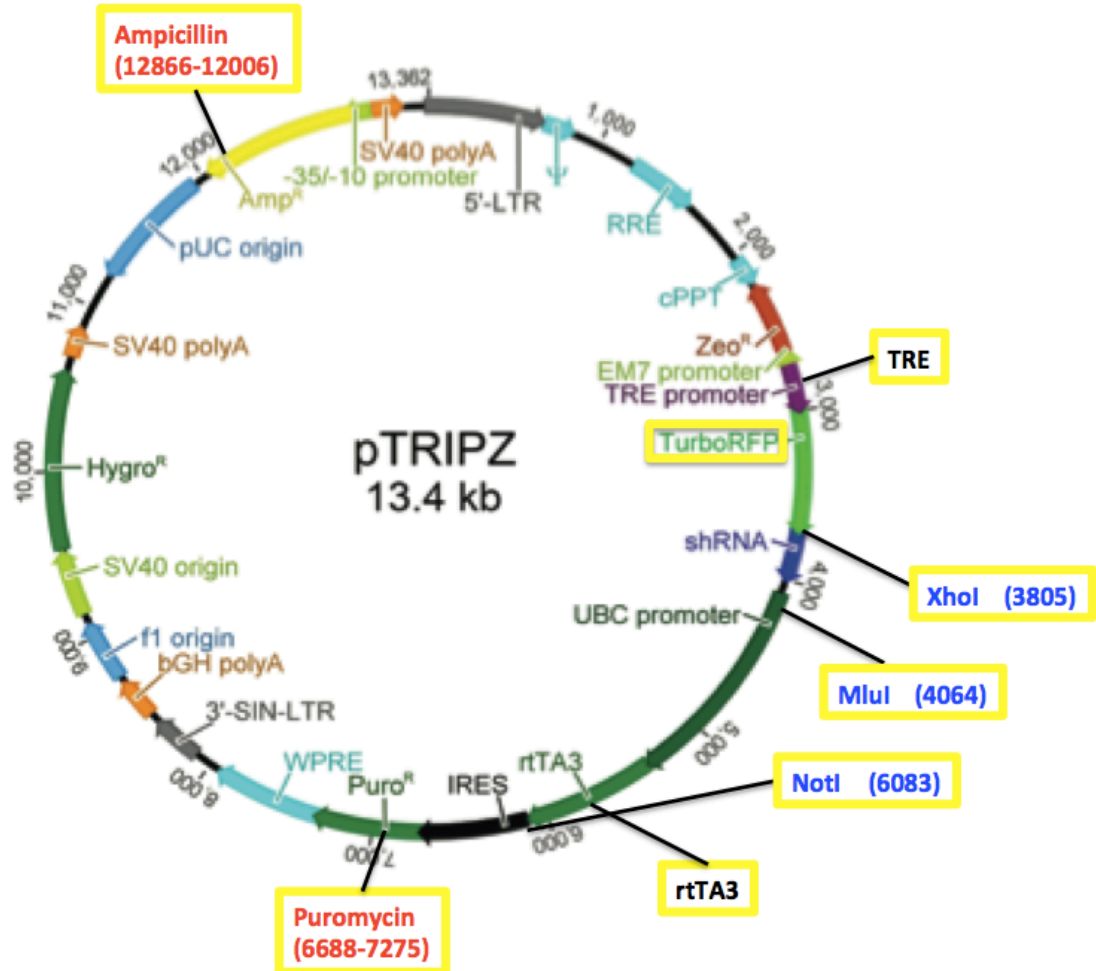 Ampicillin
(12866-12006)
13,362
1,000
2,000
3,000
4,000
5,000
6,000
7,000
8,000
9,000
10,000
11,000
12,000
SV40 polyA
-35/-10 promoter
Amp^R
5'-LTR
Ψ
RRE
pUC origin
cPPT
SV40 polyA
Zeo^R
EM7 promoter
TRE promoter
TRE
TurboRFP
pTRIPZ
13.4 kb
Hygro^R
shRNA
XhoI (3805)
SV40 origin
UBC promoter
f1 origin
bGH polyA
MluI (4064)
3'-SIN-LTR
WPRE
Puro^R
IRES
rtTA3
NotI (6083)
rtTA3
Puromycin
(6688-7275)